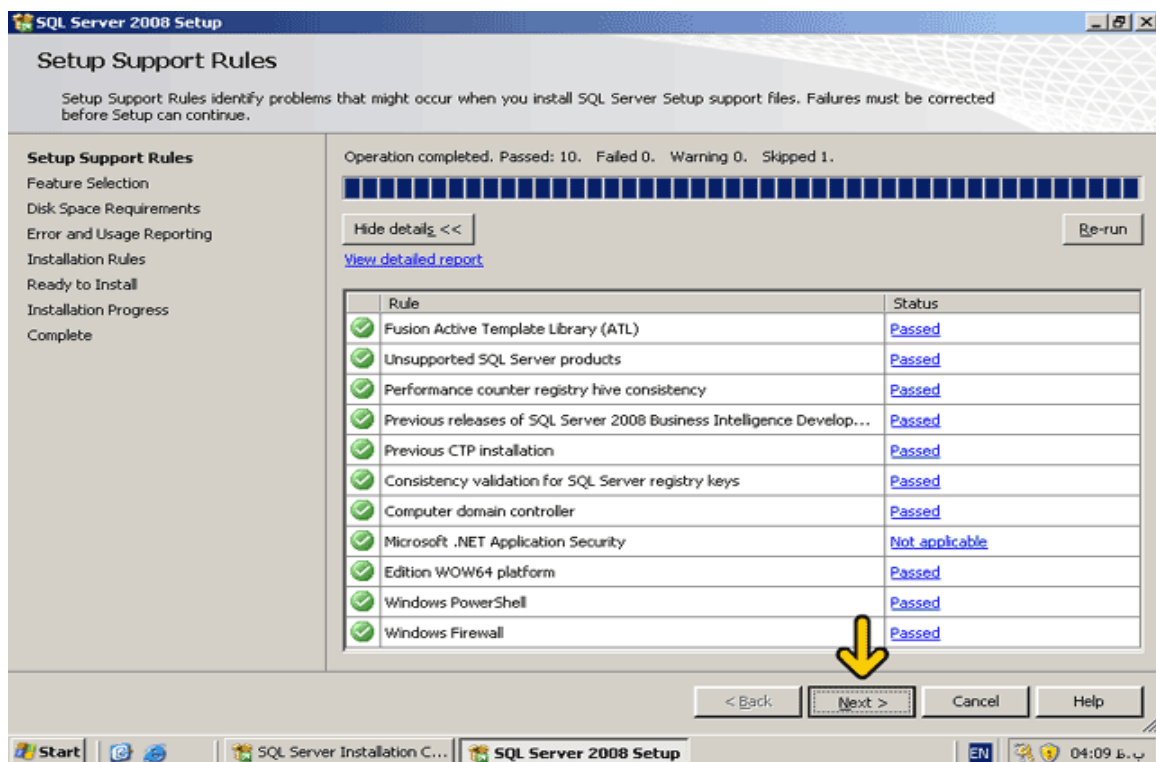 SQL Server 2008 Setup
Setup Support Rules
Setup Support Rules identify problems that might occur when you install SQL Server Setup support files. Failures must be corrected
before Setup can continue.
Setup Support Rules
Feature Selection
Disk Space Requirements
Error and Usage Reporting
Installation Rules
Ready to Install
Installation Progress
Complete
Operation completed. Passed: 10. Failed 0. Warning 0. Skipped 1.
Hide details <<
Re-run
View detailed report
Rule Status
Fusion Active Template Library (ATL) Passed
Unsupported SQL Server products Passed
Performance counter registry hive consistency Passed
Previous releases of SQL Server 2008 Business Intelligence Develop... Passed
Previous CTP installation Passed
Consistency validation for SQL Server registry keys Passed
Computer domain controller Passed
Microsoft .NET Application Security Not applicable
Edition WOW64 platform Passed
Windows PowerShell Passed
Windows Firewall Passed
< Back Next > Cancel Help
Start SQL Server Installation C... SQL Server 2008 Setup EN 04:09 ب.ظ